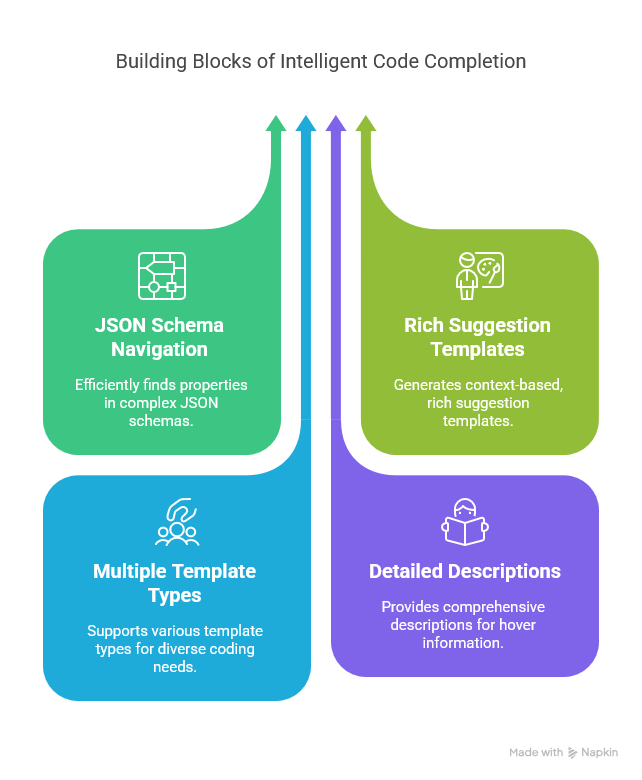 Building Blocks of Intelligent Code Completion
JSON Schema
Navigation
Efficiently finds properties
in complex JSON
schemas.
Rich Suggestion
Templates
Generates context-based,
rich suggestion
templates.
Multiple Template
Types
Supports various template
types for diverse coding
needs.
Detailed Descriptions
Provides comprehensive
descriptions for hover
information.
Made with Napkin